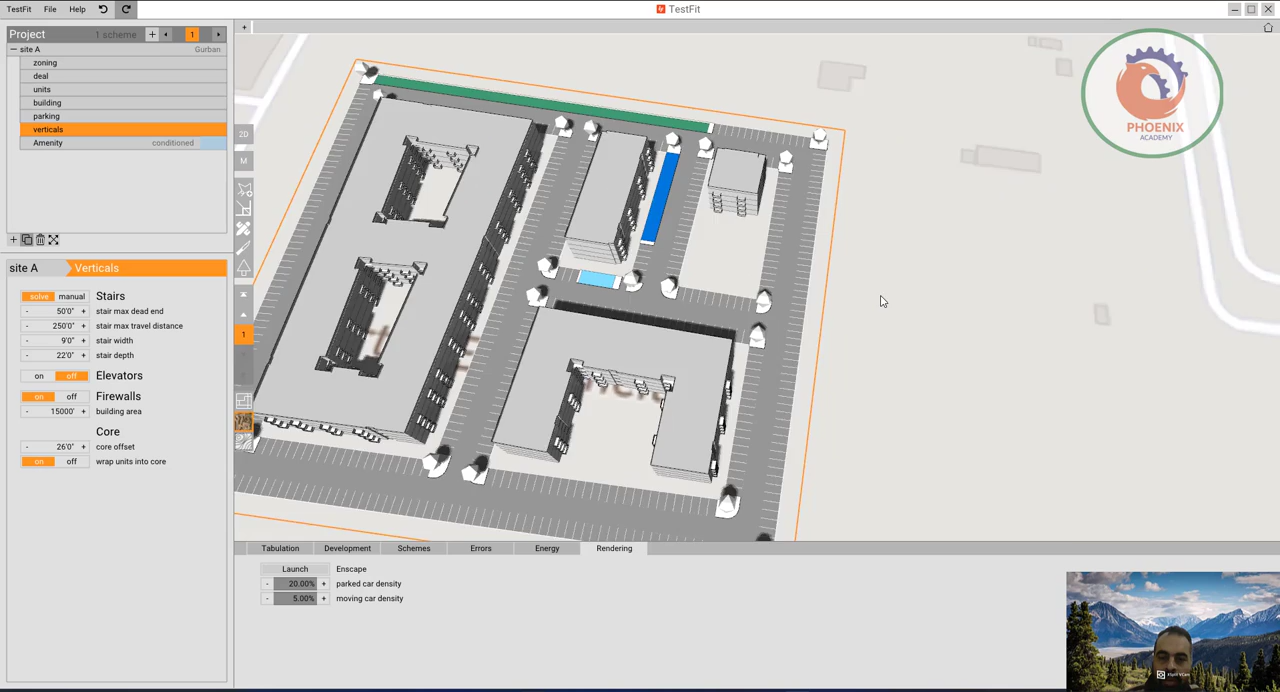 TestFit File Help
TestFit
Project 1 scheme + 1
site A Gurban
zoning
deal
units
building
parking
verticals
Amenity conditioned
2D
M
1
PHOENIX
ACADEMY
site A Verticals
solve manual Stairs
- 50'0" + stair max dead end
- 250'0" + stair max travel distance
- 9'0" + stair width
- 22'0" + stair depth
on off Elevators
on off Firewalls
- 15000' + building area
Core
- 26'0" + core offset
on off wrap units into core
Tabulation Development Schemes Errors Energy Rendering
Launch Enscape
- 20.00% + parked car density
- 5.00% + moving car density
XSplit VCam